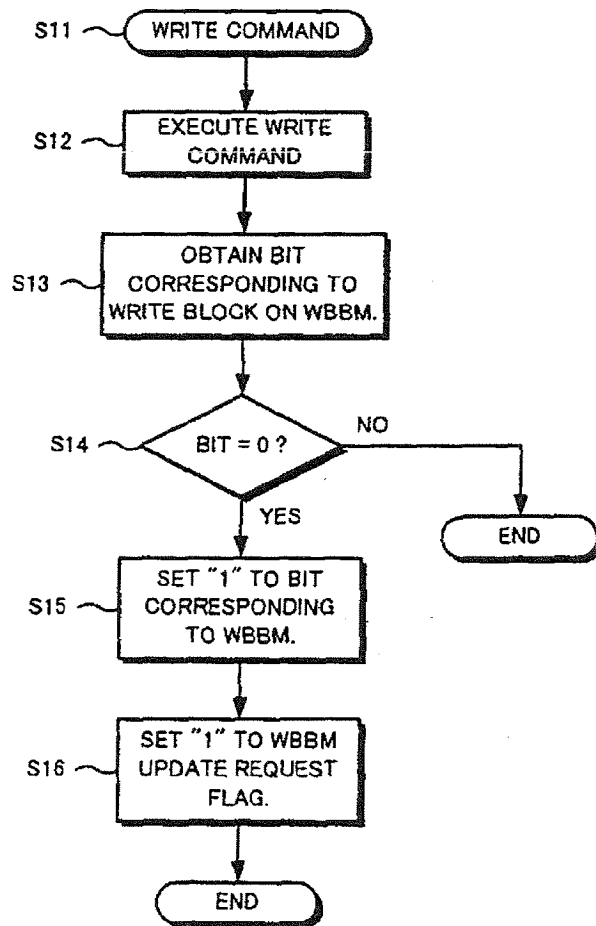 S11
WRITE COMMAND
S12
EXECUTE WRITE
COMMAND
S13
OBTAIN BIT
CORRESPONDING TO
WRITE BLOCK ON WBBM.
S14
BIT = 0 ?
NO
YES
END
S15
SET "1" TO BIT
CORRESPONDING
TO WBBM.
S16
SET "1" TO WBBM
UPDATE REQUEST
FLAG.
END